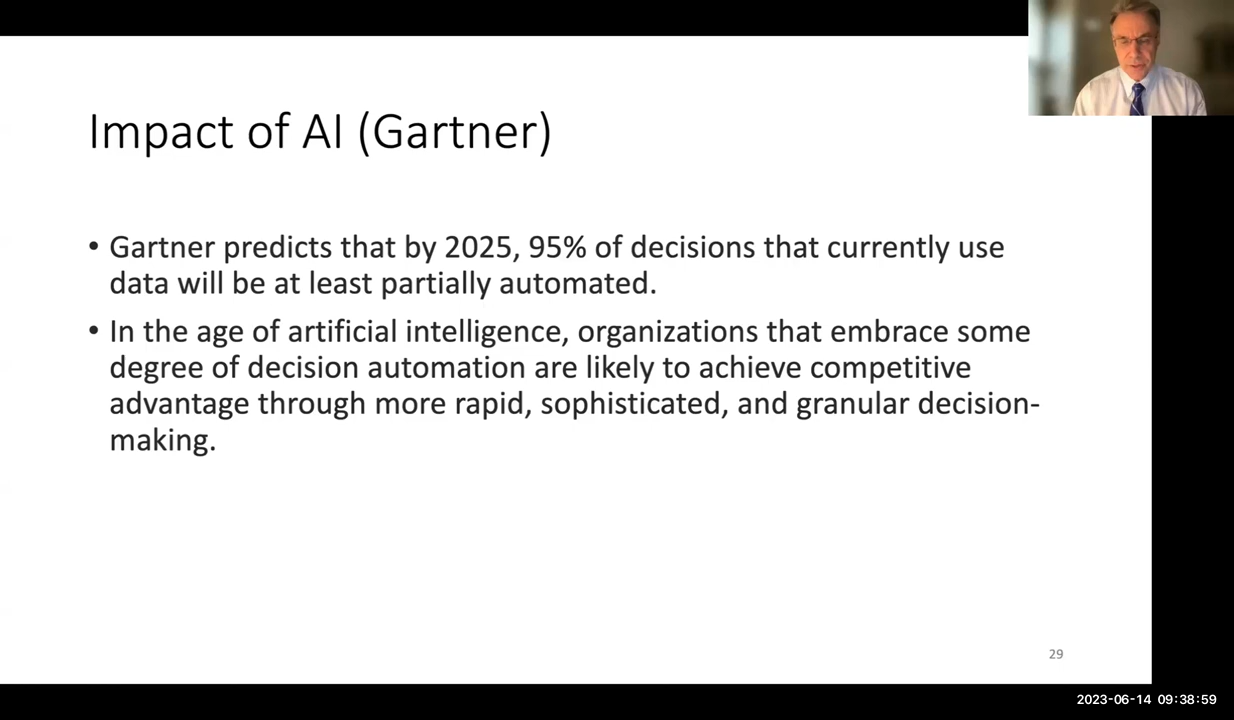 Impact of AI (Gartner)
• Gartner predicts that by 2025, 95% of decisions that currently use
data will be at least partially automated.
• In the age of artificial intelligence, organizations that embrace some
degree of decision automation are likely to achieve competitive
advantage through more rapid, sophisticated, and granular decision-
making.
29
2023-06-14 09:38:59